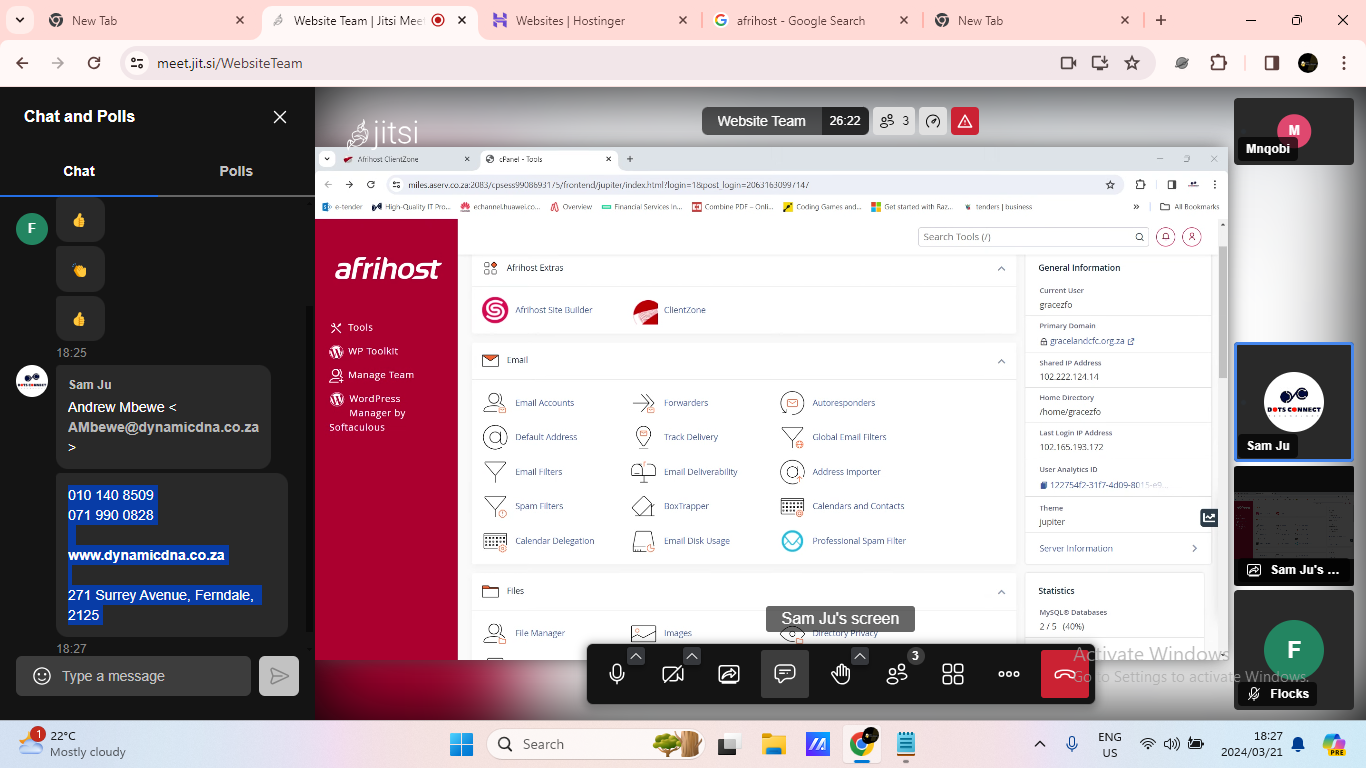 New Tab
Website Team | Jitsi Mee
Websites | Hostinger
afrihost - Google Search
New Tab
meet.jit.si/WebsiteTeam
Chat and Polls
Chat
Polls
F
👍
👏
👍
18:25
Sam Ju
Andrew Mbewe <
AMbewe@dynamicdna.co.za
>
010 140 8509
071 990 0828
www.dynamicdna.co.za
271 Surrey Avenue, Ferndale,
2125
18:27
Type a message
jitsi
Website Team
26:22
3
Afrihost ClientZone
cPanel - Tools
miles.aserv.co.za:2083/cpsess9908693175/frontend/jupiter/index.html?login=1&post_login=20631630997147
e-tender
High-Quality IT Pro...
echannel.huawei.co...
Overview
Financial Services In...
Combine PDF – Onli...
Coding Games and...
Get started with Raz...
tenders | business
»
All Bookmarks
afrihost
Tools
WP Toolkit
Manage Team
WordPress
Manager by
Softaculous
Search Tools (/)
Afrihost Extras
Afrihost Site Builder
ClientZone
Email
Email Accounts
Forwarders
Autoresponders
Default Address
Track Delivery
Global Email Filters
Email Filters
Email Deliverability
Address Importer
Spam Filters
BoxTrapper
Calendars and Contacts
Calendar Delegation
Email Disk Usage
Professional Spam Filter
Files
File Manager
Images
Directory Privacy
General Information
Current User
gracezfo
Primary Domain
gracelandcfc.org.za
Shared IP Address
102.222.124.14
Home Directory
/home/gracezfo
Last Login IP Address
102.165.193.172
User Analytics ID
122754f2-31f7-4d09-8015-e9...
Theme
jupiter
Server Information
Statistics
MySQL® Databases
2 / 5 (40%)
Sam Ju's screen
3
M
Mnqobi
DOTS CONNECT
Sam Ju
Sam Ju's ...
F
Flocks
Activate Windows
Go to Settings to activate Windows.
1
22°C
Mostly cloudy
Search
ENG
US
18:27
2024/03/21
PRE